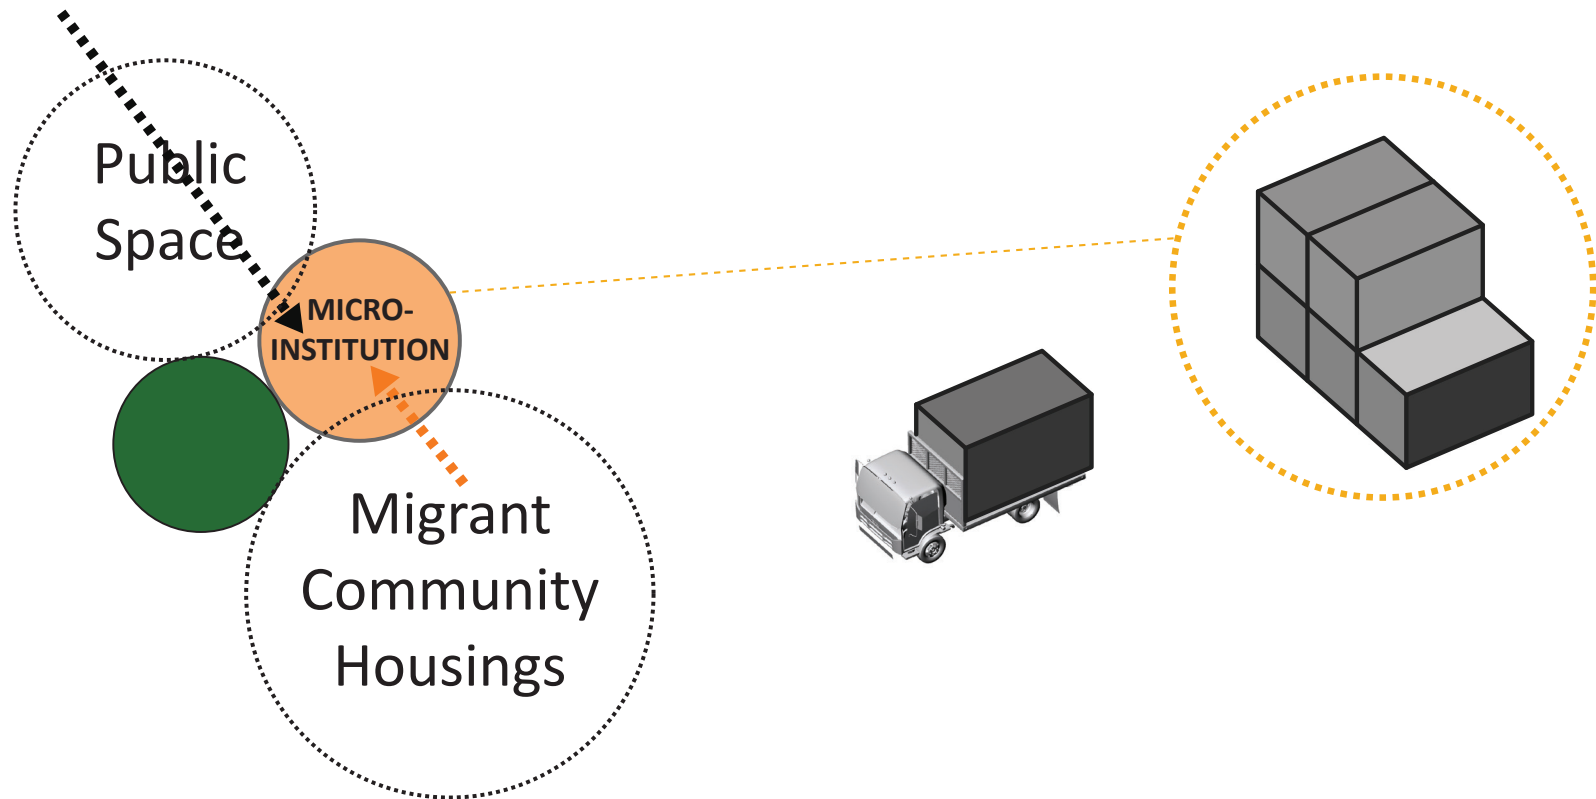 Public
Space
MICRO-
INSTITUTION
Migrant
Community
Housings